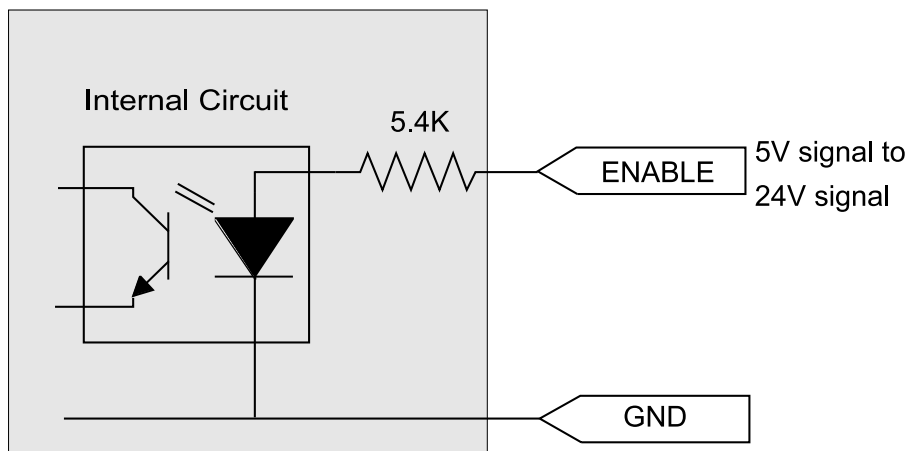 Internal Circuit
5.4K
ENABLE
5V signal to
24V signal
GND